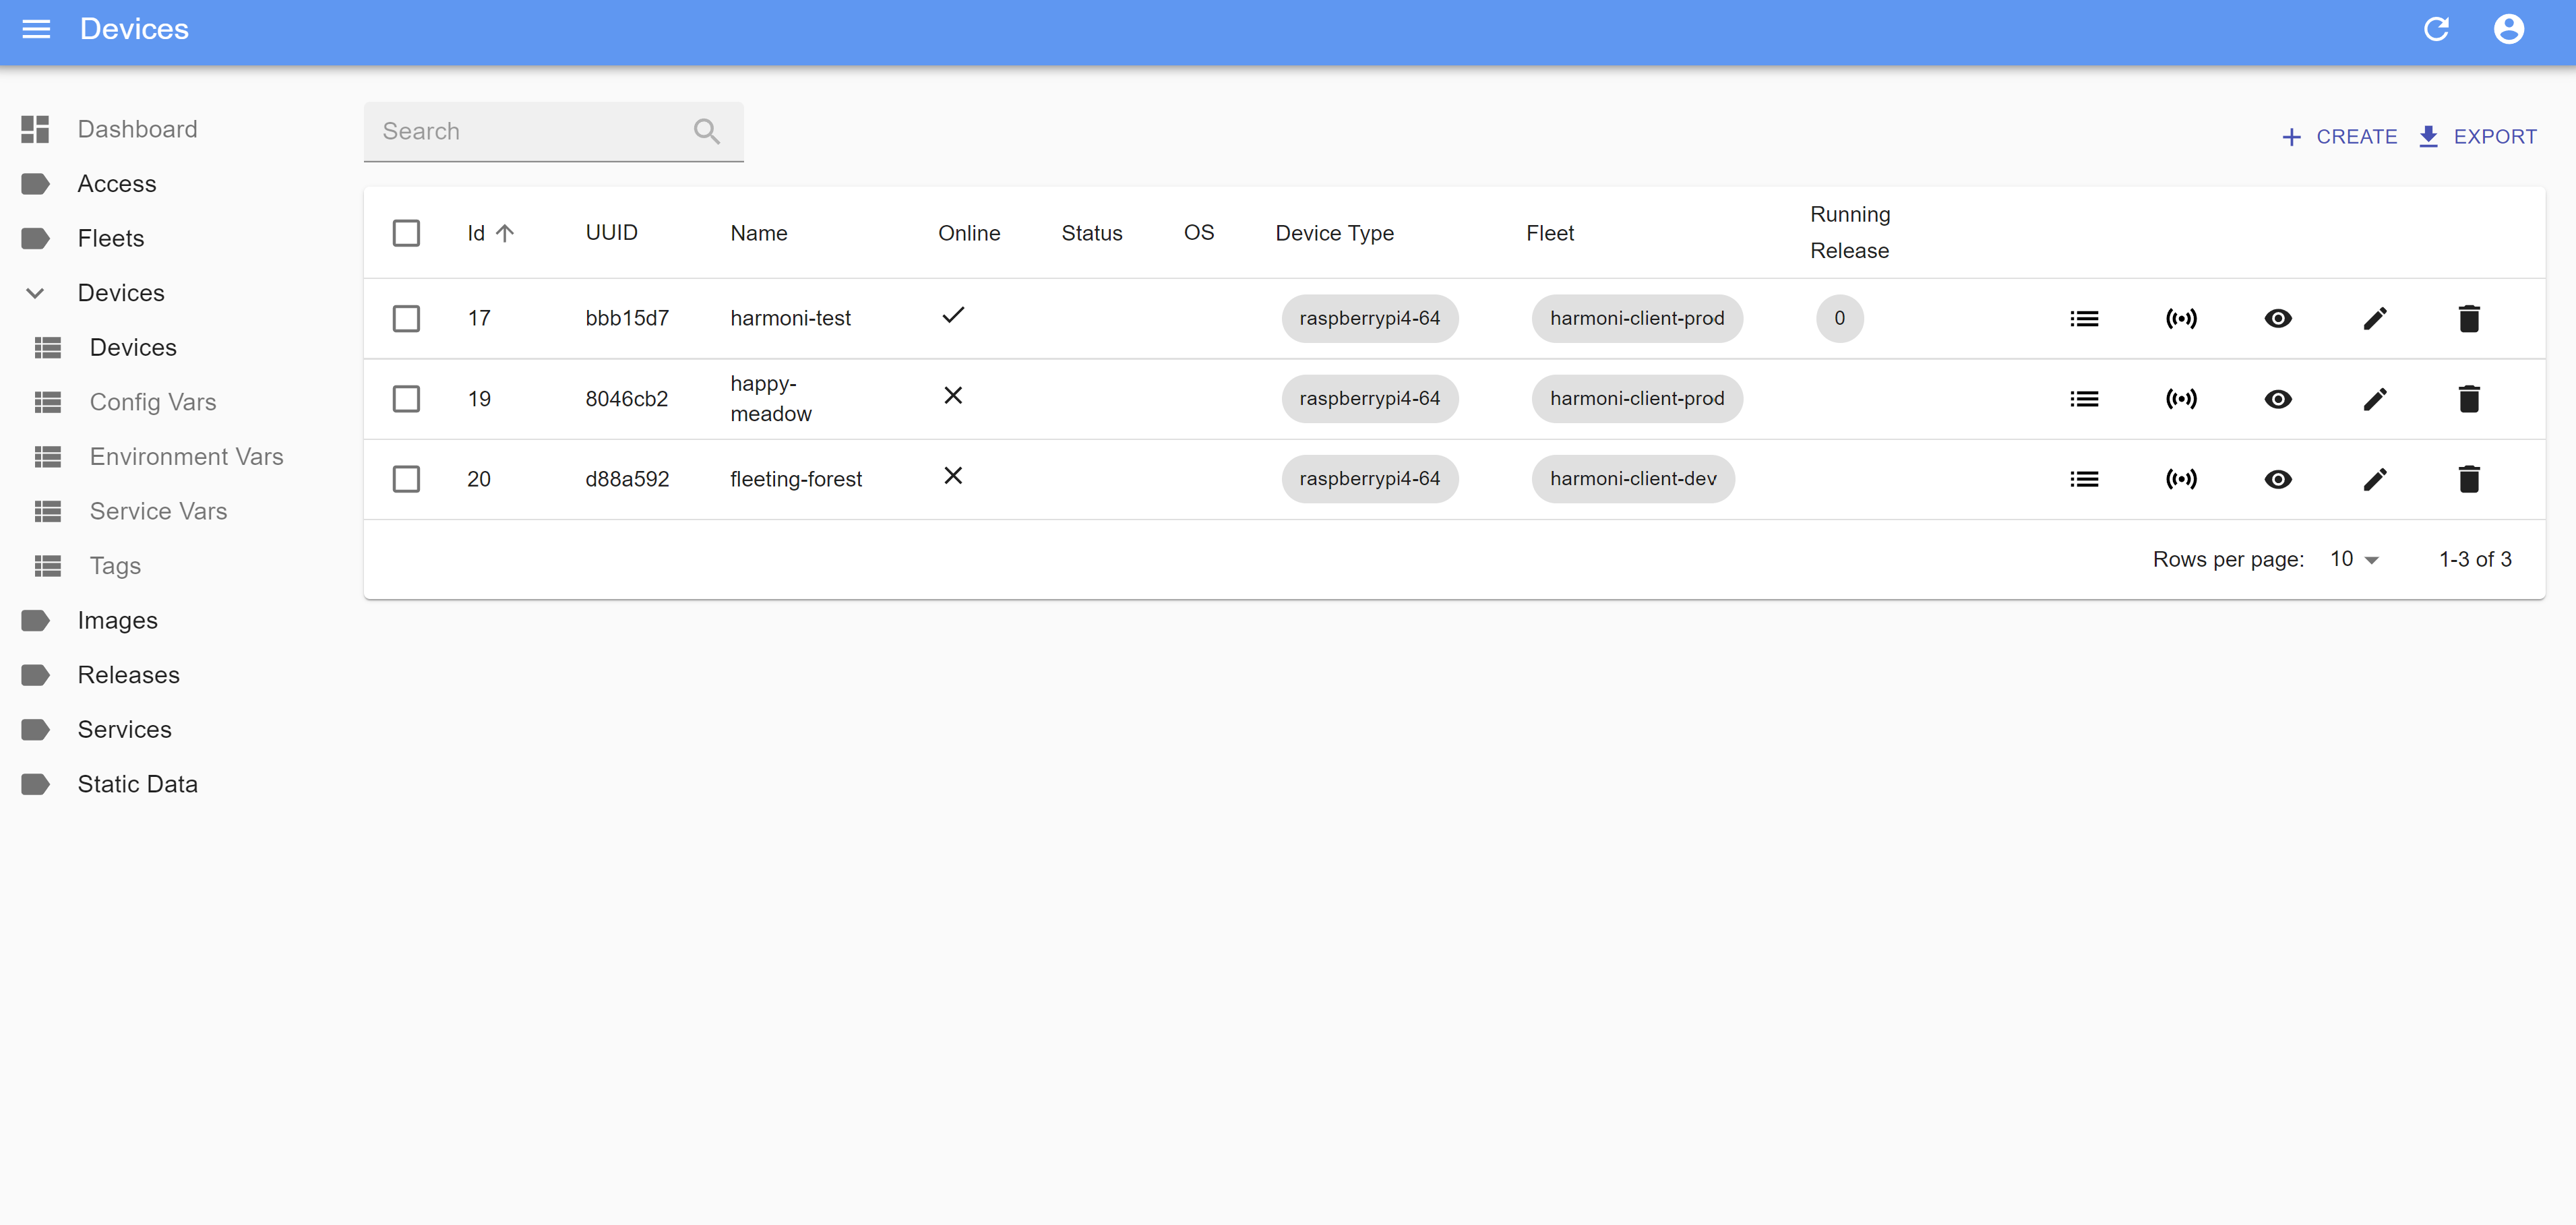 Devices
Dashboard
Access
Fleets
Devices
Devices
Config Vars
Environment Vars
Service Vars
Tags
Images
Releases
Services
Static Data
Search
CREATE EXPORT
Id UUID Name Online Status OS Device Type Fleet Running Release
17 bbb15d7 harmoni-test raspberrypi4-64 harmoni-client-prod 0
19 8046cb2 happy-meadow raspberrypi4-64 harmoni-client-prod
20 d88a592 fleeting-forest raspberrypi4-64 harmoni-client-dev
Rows per page: 10 1-3 of 3